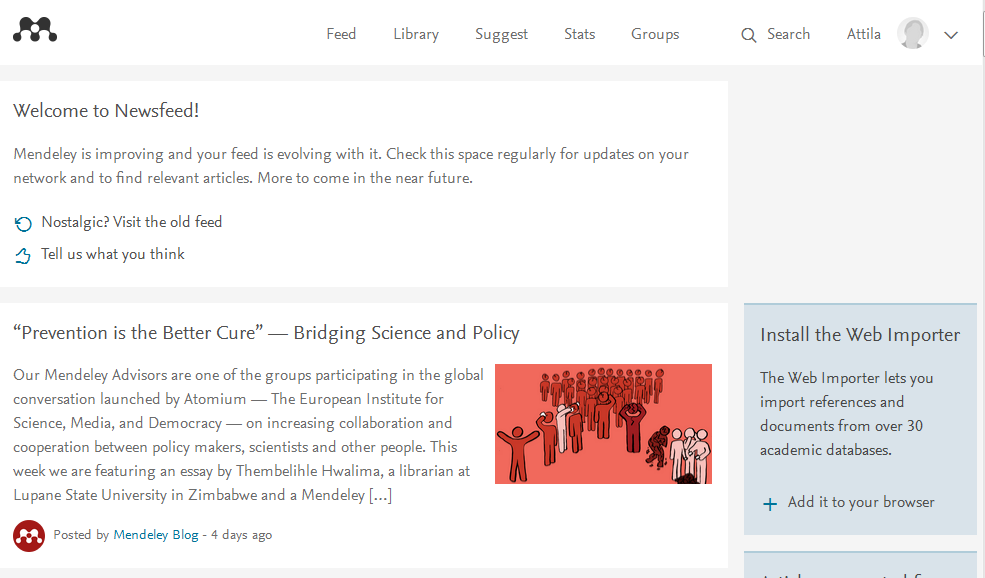 Feed Library Suggest Stats Groups Search Attila
Welcome to Newsfeed!
Mendeley is improving and your feed is evolving with it. Check this space regularly for updates on your
network and to find relevant articles. More to come in the near future.
Nostalgic? Visit the old feed
Tell us what you think
“Prevention is the Better Cure” — Bridging Science and Policy
Our Mendeley Advisors are one of the groups participating in the global
conversation launched by Atomium — The European Institute for
Science, Media, and Democracy — on increasing collaboration and
cooperation between policy makers, scientists and other people. This
week we are featuring an essay by Thembelihle Hwalima, a librarian at
Lupane State University in Zimbabwe and a Mendeley [...]
Posted by Mendeley Blog - 4 days ago
Install the Web Importer
The Web Importer lets you
import references and
documents from over 30
academic databases.
+ Add it to your browser